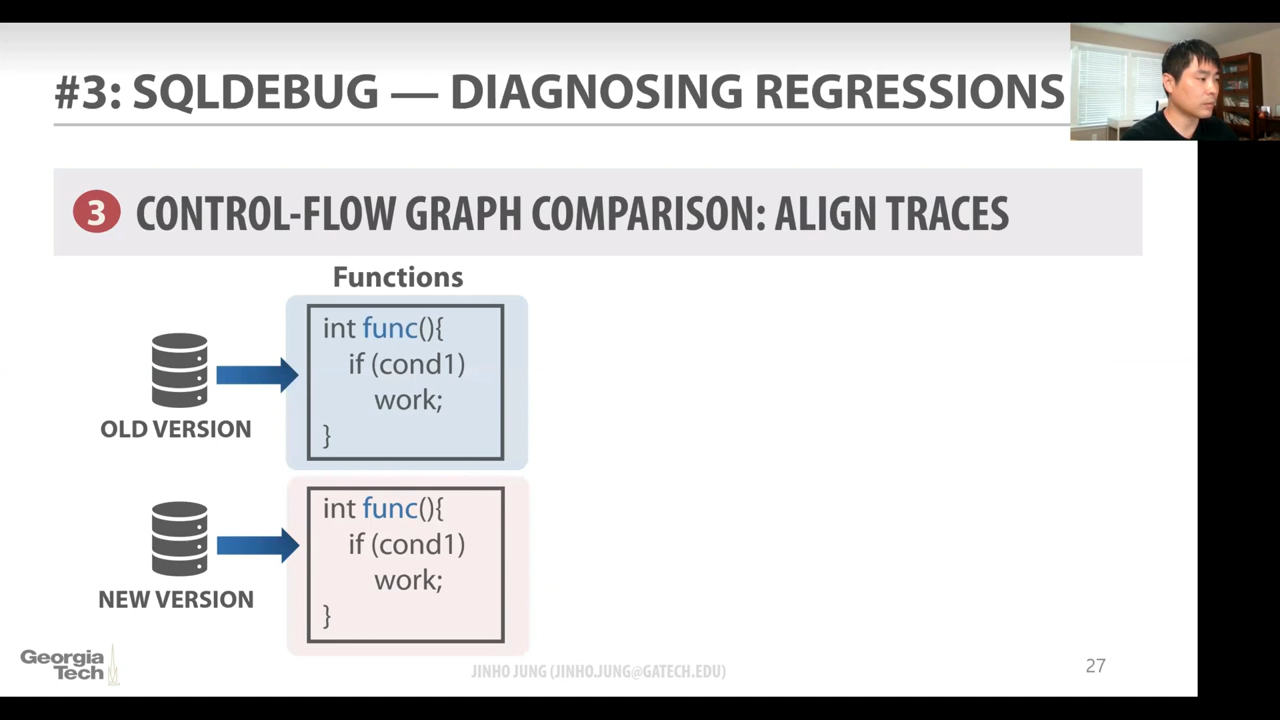 #3: SQLDEBUG — DIAGNOSING REGRESSIONS
3 CONTROL-FLOW GRAPH COMPARISON: ALIGN TRACES
Functions
int func(){
if (cond1)
work;
}
OLD VERSION
int func(){
if (cond1)
work;
}
NEW VERSION
Georgia
Tech
JINHO JUNG (JINHO.JUNG@GATECH.EDU)
27